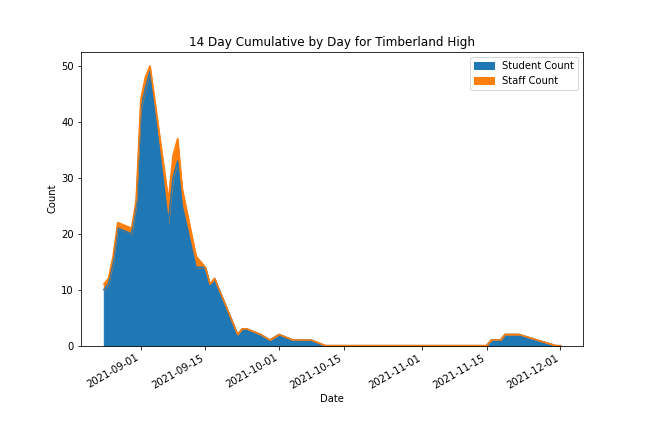 14 Day Cumulative by Day for Timberland High
Student Count
Staff Count
Count
50
40
30
20
10
0
2021-09-01
2021-09-15
2021-10-01
2021-10-15
2021-11-01
2021-11-15
2021-12-01
Date